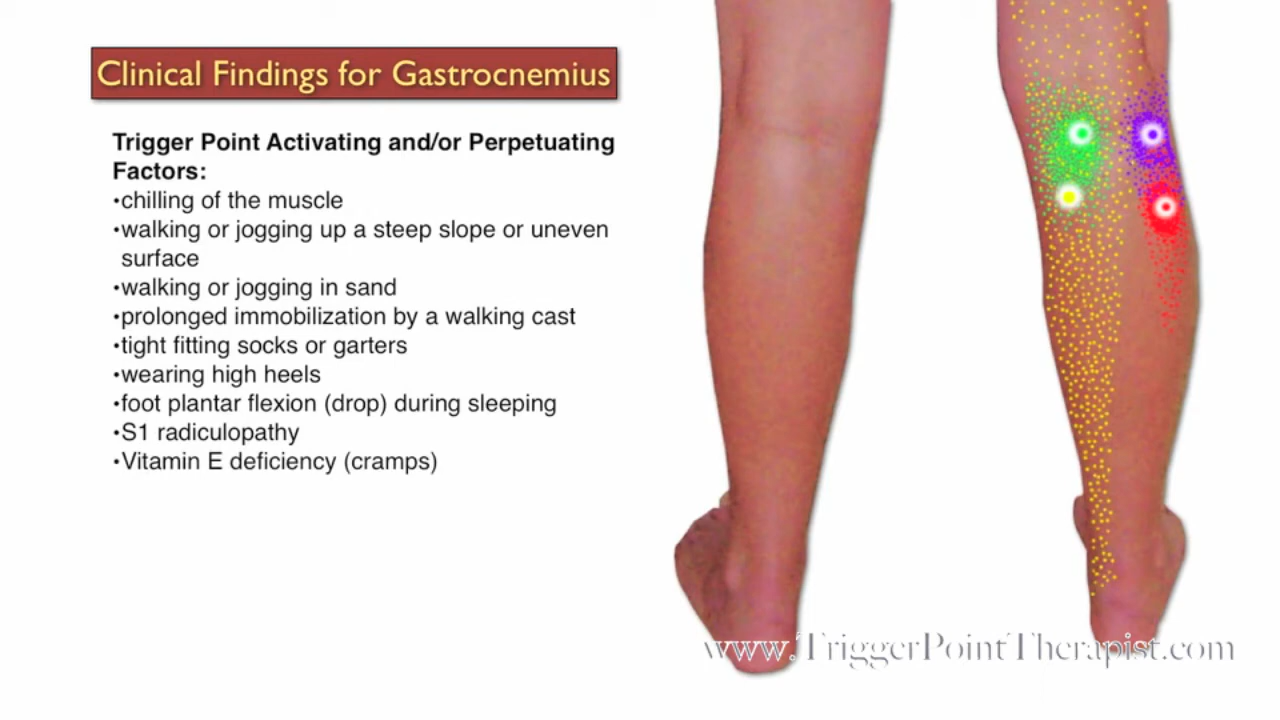 Clinical Findings for Gastrocnemius
Trigger Point Activating and/or Perpetuating
Factors:
•chilling of the muscle
•walking or jogging up a steep slope or uneven
surface
•walking or jogging in sand
•prolonged immobilization by a walking cast
•tight fitting socks or garters
•wearing high heels
•foot plantar flexion (drop) during sleeping
•S1 radiculopathy
•Vitamin E deficiency (cramps)
www.TriggerPointTherapist.com